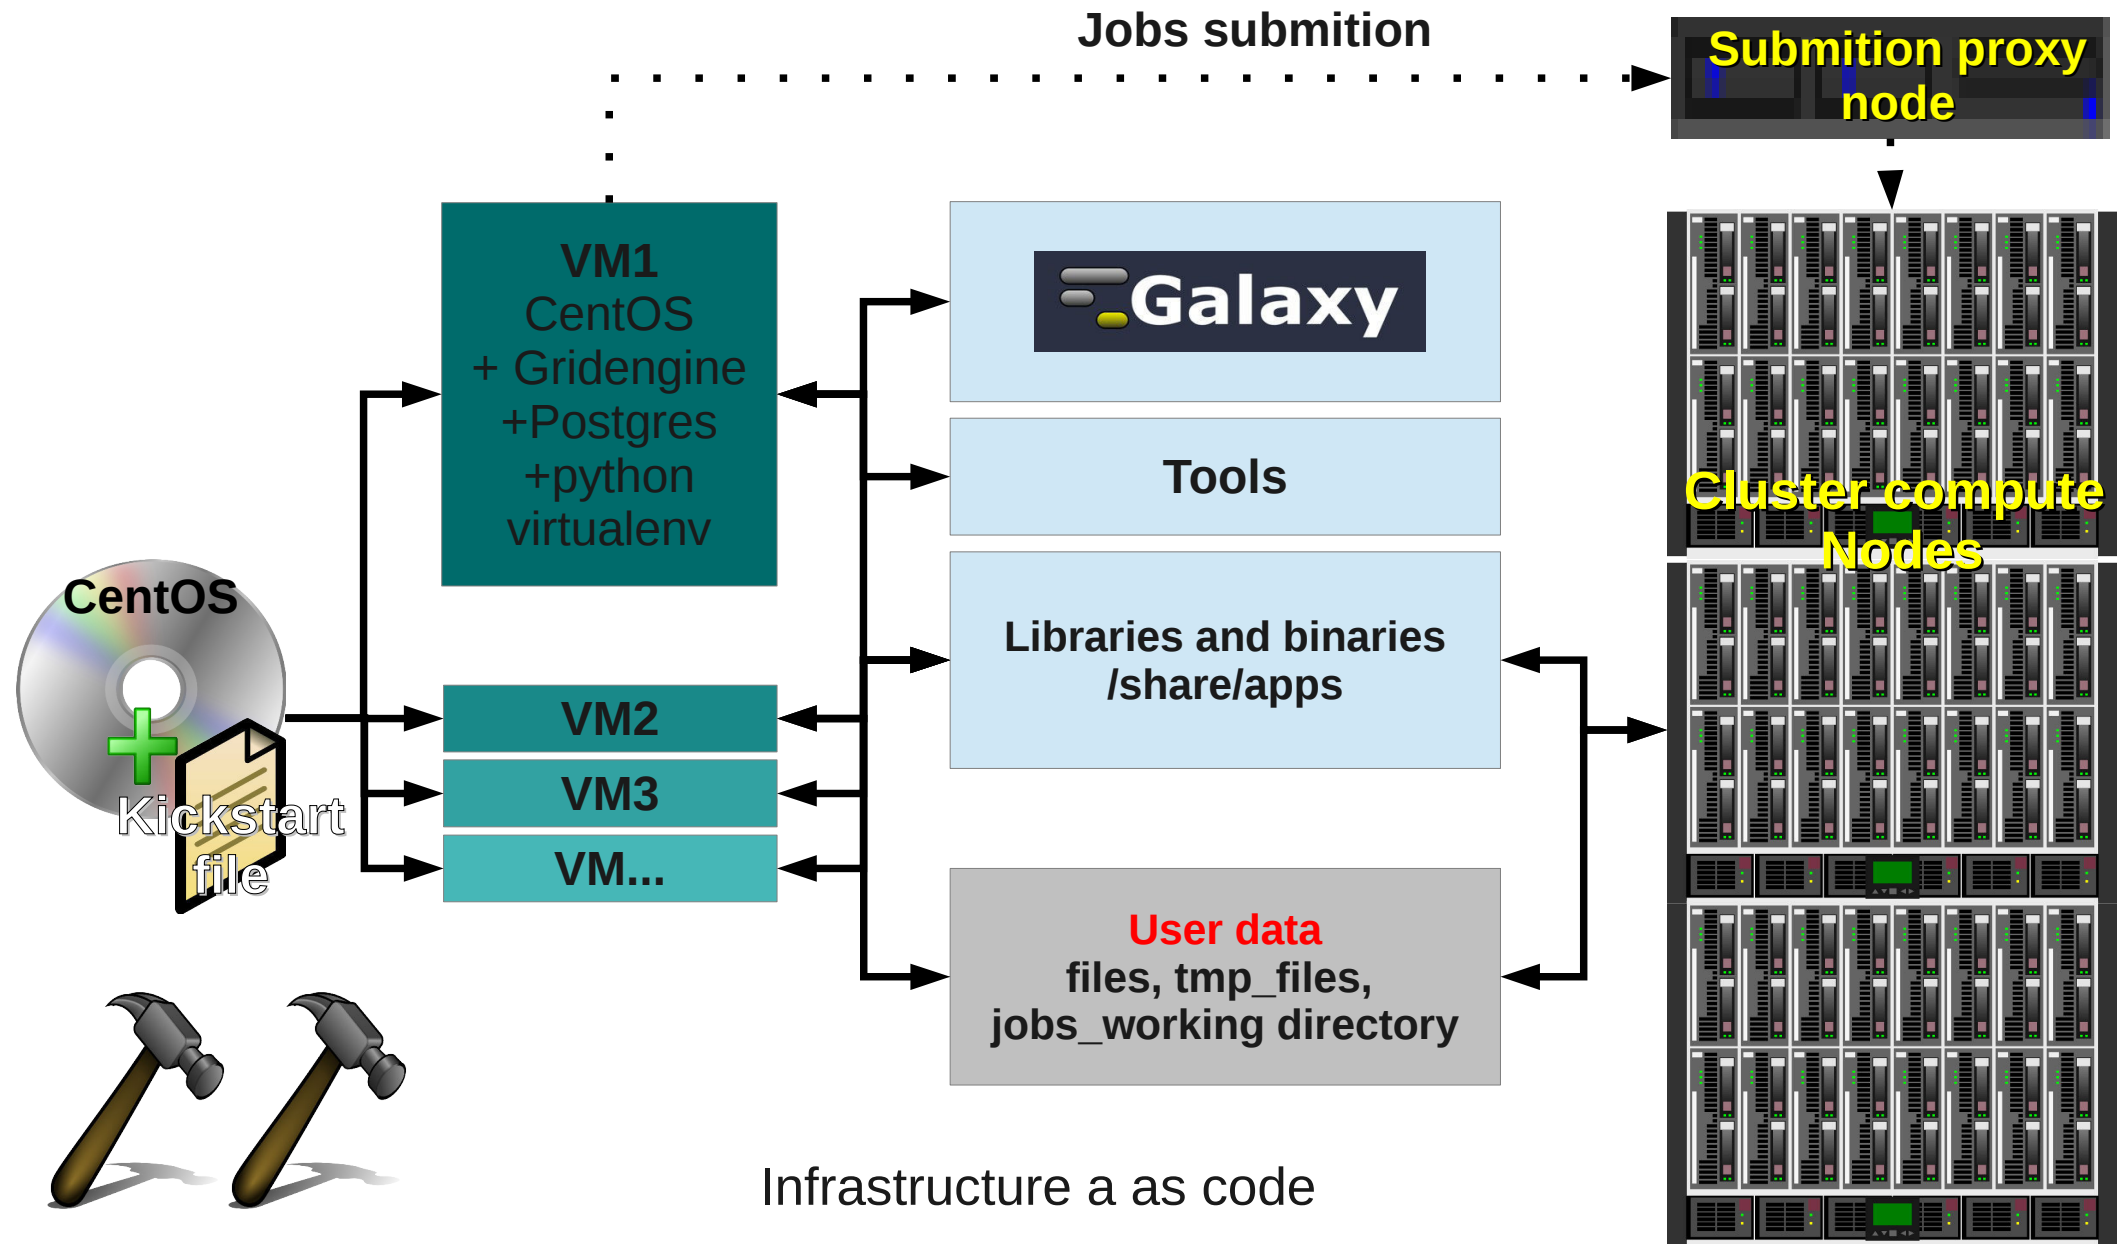 Jobs submition
Submition proxy
node
VM1
CentOS
+ Gridengine
+Postgres
+python
virtualenv
Galaxy
Tools
Cluster compute
Nodes
CentOS
Kickstart
file
VM2
VM3
VM...
Libraries and binaries
/share/apps
User data
files, tmp_files,
jobs_working directory
Infrastructure a as code